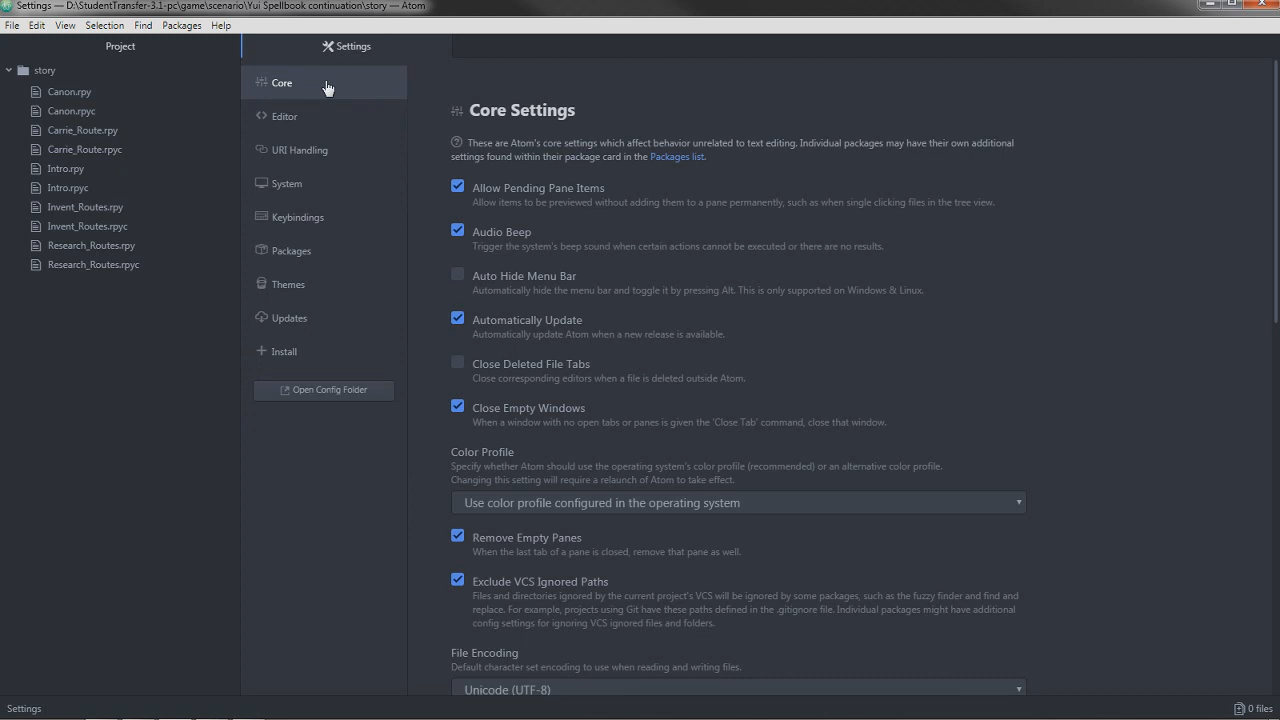 Settings — D:\StudentTransfer-3.1-pc\game\scenario\Yui Spellbook continuation\story — Atom
File Edit View Selection Find Packages Help
Project
Settings
story
Canon.rpy
Canon.rpyc
Carrie_Route.rpy
Carrie_Route.rpyc
Intro.rpy
Intro.rpyc
Invent_Routes.rpy
Invent_Routes.rpyc
Research_Routes.rpy
Research_Routes.rpyc
Core
Editor
URI Handling
System
Keybindings
Packages
Themes
Updates
Install
Open Config Folder
Core Settings
These are Atom's core settings which affect behavior unrelated to text editing. Individual packages may have their own additional
settings found within their package card in the Packages list.
Allow Pending Pane Items
Allow items to be previewed without adding them to a pane permanently, such as when single clicking files in the tree view.
Audio Beep
Trigger the system's beep sound when certain actions cannot be executed or there are no results.
Auto Hide Menu Bar
Automatically hide the menu bar and toggle it by pressing Alt. This is only supported on Windows & Linux.
Automatically Update
Automatically update Atom when a new release is available.
Close Deleted File Tabs
Close corresponding editors when a file is deleted outside Atom.
Close Empty Windows
When a window with no open tabs or panes is given the 'Close Tab' command, close that window.
Color Profile
Specify whether Atom should use the operating system's color profile (recommended) or an alternative color profile.
Changing this setting will require a relaunch of Atom to take effect.
Use color profile configured in the operating system
Remove Empty Panes
When the last tab of a pane is closed, remove that pane as well.
Exclude VCS Ignored Paths
Files and directories ignored by the current project's VCS will be ignored by some packages, such as the fuzzy finder and find and
replace. For example, projects using Git have these paths defined in the .gitignore file. Individual packages might have additional
config settings for ignoring VCS ignored files and folders.
File Encoding
Default character set encoding to use when reading and writing files.
Unicode (UTF-8)
Settings
0 files